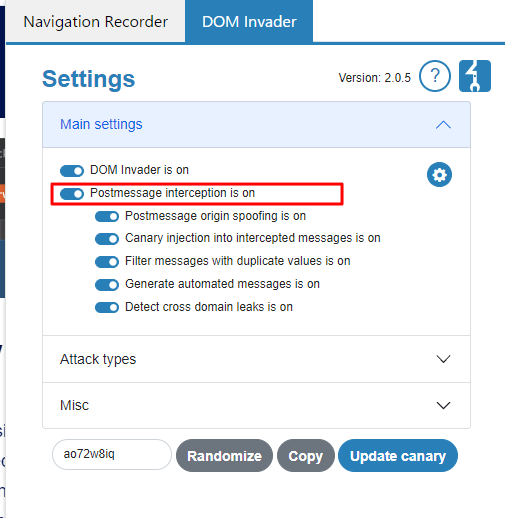 Navigation Recorder
DOM Invader
Settings
Version: 2.0.5
?
Main settings
DOM Invader is on
Postmessage interception is on
Postmessage origin spoofing is on
Canary injection into intercepted messages is on
Filter messages with duplicate values is on
Generate automated messages is on
Detect cross domain leaks is on
Attack types
Misc
ao72w8iq
Randomize
Copy
Update canary